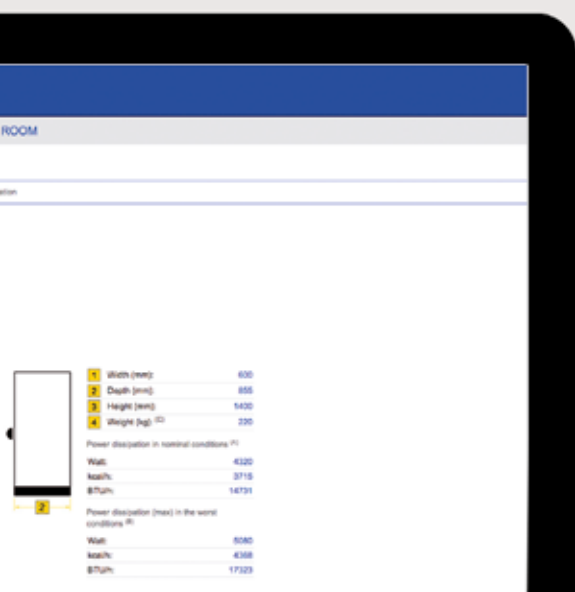 ROOM
1 Width (mm): 600
2 Depth (mm): 855
3 Height (mm): 1400
4 Weight (kg): (C) 220
Power dissipation in nominal conditions (A)
Watt: 4320
kcal/h: 3715
BTU/h: 14731
2
Power dissipation (max) in the worst
conditions (B)
Watt: 5080
kcal/h: 4368
BTU/h: 17323